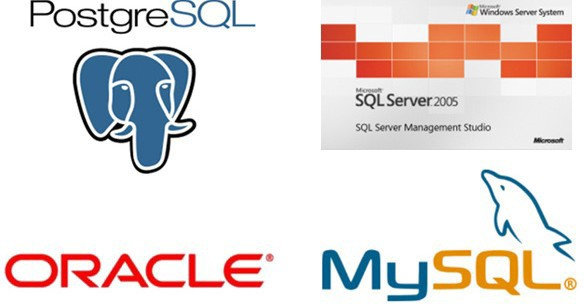 PostgreSQL
Microsoft
Windows Server System
Microsoft
SQL Server 2005
SQL Server Management Studio
Microsoft
ORACLE®
MySQL®